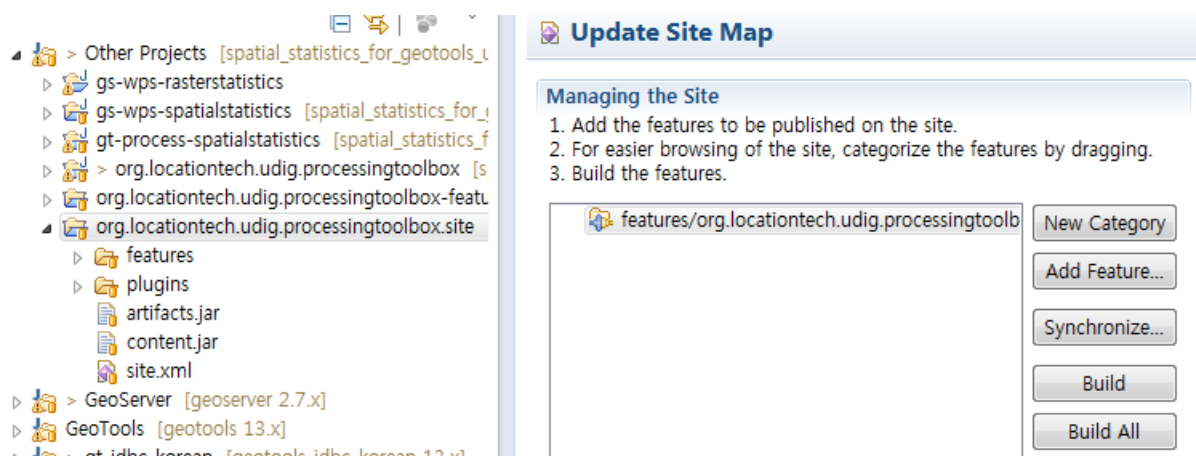 > Other Projects [spatial_statistics_for_geotools_u
gs-wps-rasterstatistics
gs-wps-spatialstatistics [spatial_statistics_for_g
gt-process-spatialstatistics [spatial_statistics_f
> org.locationtech.udig.processingtoolbox [s
org.locationtech.udig.processingtoolbox-featu
org.locationtech.udig.processingtoolbox.site
features
plugins
artifacts.jar
content.jar
site.xml
> GeoServer [geoserver 2.7.x]
GeoTools [geotools 13.x]
Update Site Map
Managing the Site
1. Add the features to be published on the site.
2. For easier browsing of the site, categorize the features by dragging.
3. Build the features.
features/org.locationtech.udig.processingtoolb
New Category
Add Feature...
Synchronize...
Build
Build All